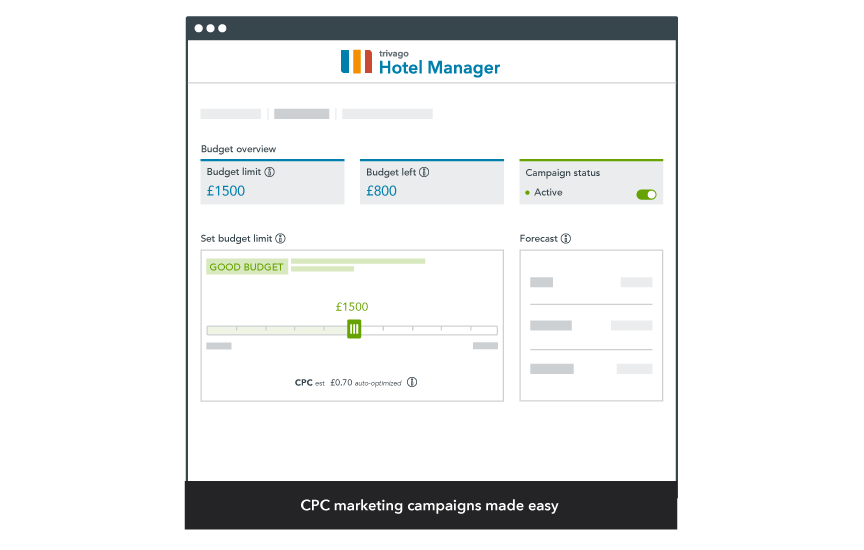 trivago
Hotel Manager
Budget overview
Budget limit
£1500
Budget left
£800
Campaign status
Active
Set budget limit
Forecast
GOOD BUDGET
£1500
CPC est £0.70 auto-optimized
CPC marketing campaigns made easy